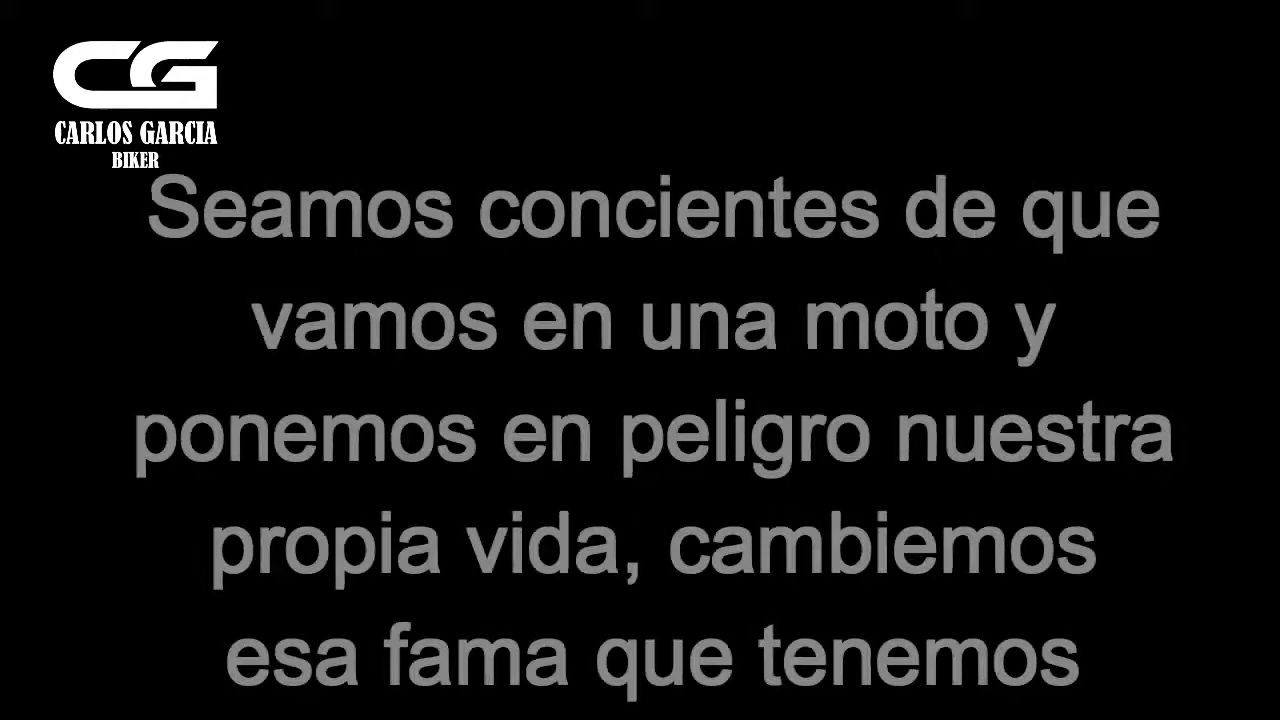 CG
CARLOS GARCIA
BIKER
Seamos concientes de que
vamos en una moto y
ponemos en peligro nuestra
propia vida, cambiemos
esa fama que tenemos